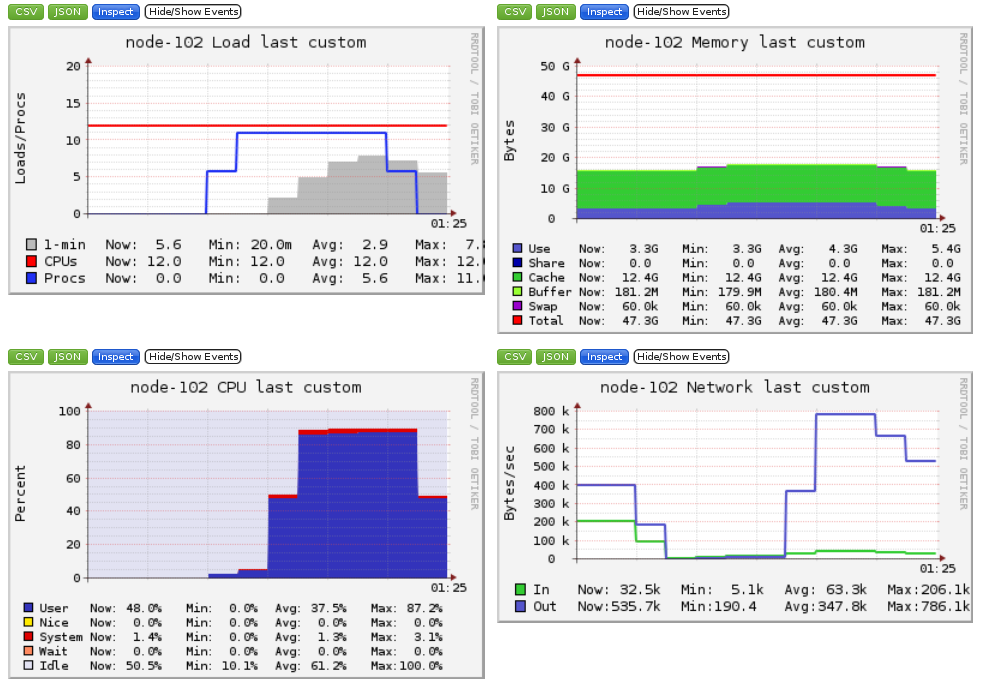 CSV JSON Inspect Hide/Show Events
node-102 Load last custom
RRDTOOL / TOBI OETIKER
Loads/Procs
20
15
10
5
0
01:25
1-min Now: 5.6 Min: 20.0m Avg: 2.9 Max: 7.8
CPUs Now: 12.0 Min: 12.0 Avg: 12.0 Max: 12.
Procs Now: 0.0 Min: 0.0 Avg: 5.6 Max: 11.
CSV JSON Inspect Hide/Show Events
node-102 Memory last custom
RRDTOOL / TOBI OETIKER
Bytes
50 G
40 G
30 G
20 G
10 G
0
01:25
Use Now: 3.3G Min: 3.3G Avg: 4.3G Max: 5.4G
Share Now: 0.0 Min: 0.0 Avg: 0.0 Max: 0.0
Cache Now: 12.4G Min: 12.4G Avg: 12.4G Max: 12.4G
Buffer Now: 181.2M Min: 179.9M Avg: 180.4M Max: 181.2M
Swap Now: 60.0k Min: 60.0k Avg: 60.0k Max: 60.0k
Total Now: 47.3G Min: 47.3G Avg: 47.3G Max: 47.3G
CSV JSON Inspect Hide/Show Events
node-102 CPU last custom
RRDTOOL / TOBI OETIKER
Percent
100
80
60
40
20
0
01:25
User Now: 48.0% Min: 0.0% Avg: 37.5% Max: 87.2%
Nice Now: 0.0% Min: 0.0% Avg: 0.0% Max: 0.0%
System Now: 1.4% Min: 0.0% Avg: 1.3% Max: 3.1%
Wait Now: 0.0% Min: 0.0% Avg: 0.0% Max: 0.0%
Idle Now: 50.5% Min: 10.1% Avg: 61.2% Max:100.0%
CSV JSON Inspect Hide/Show Events
node-102 Network last custom
RRDTOOL / TOBI OETIKER
Bytes/sec
800 k
700 k
600 k
500 k
400 k
300 k
200 k
100 k
0
01:25
In Now: 32.5k Min: 5.1k Avg: 63.3k Max:206.1k
Out Now:535.7k Min:190.4 Avg:347.8k Max:786.1k